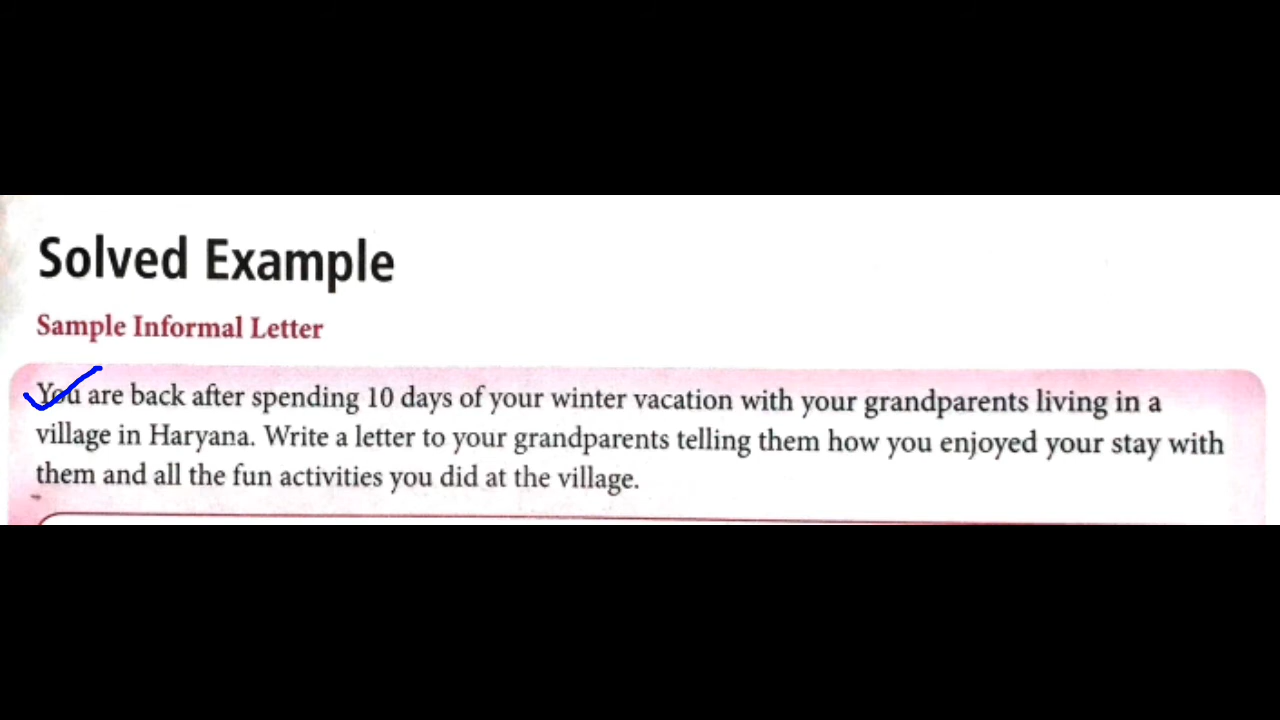 Solved Example
Sample Informal Letter
You are back after spending 10 days of your winter vacation with your grandparents living in a
village in Haryana. Write a letter to your grandparents telling them how you enjoyed your stay with
them and all the fun activities you did at the village.